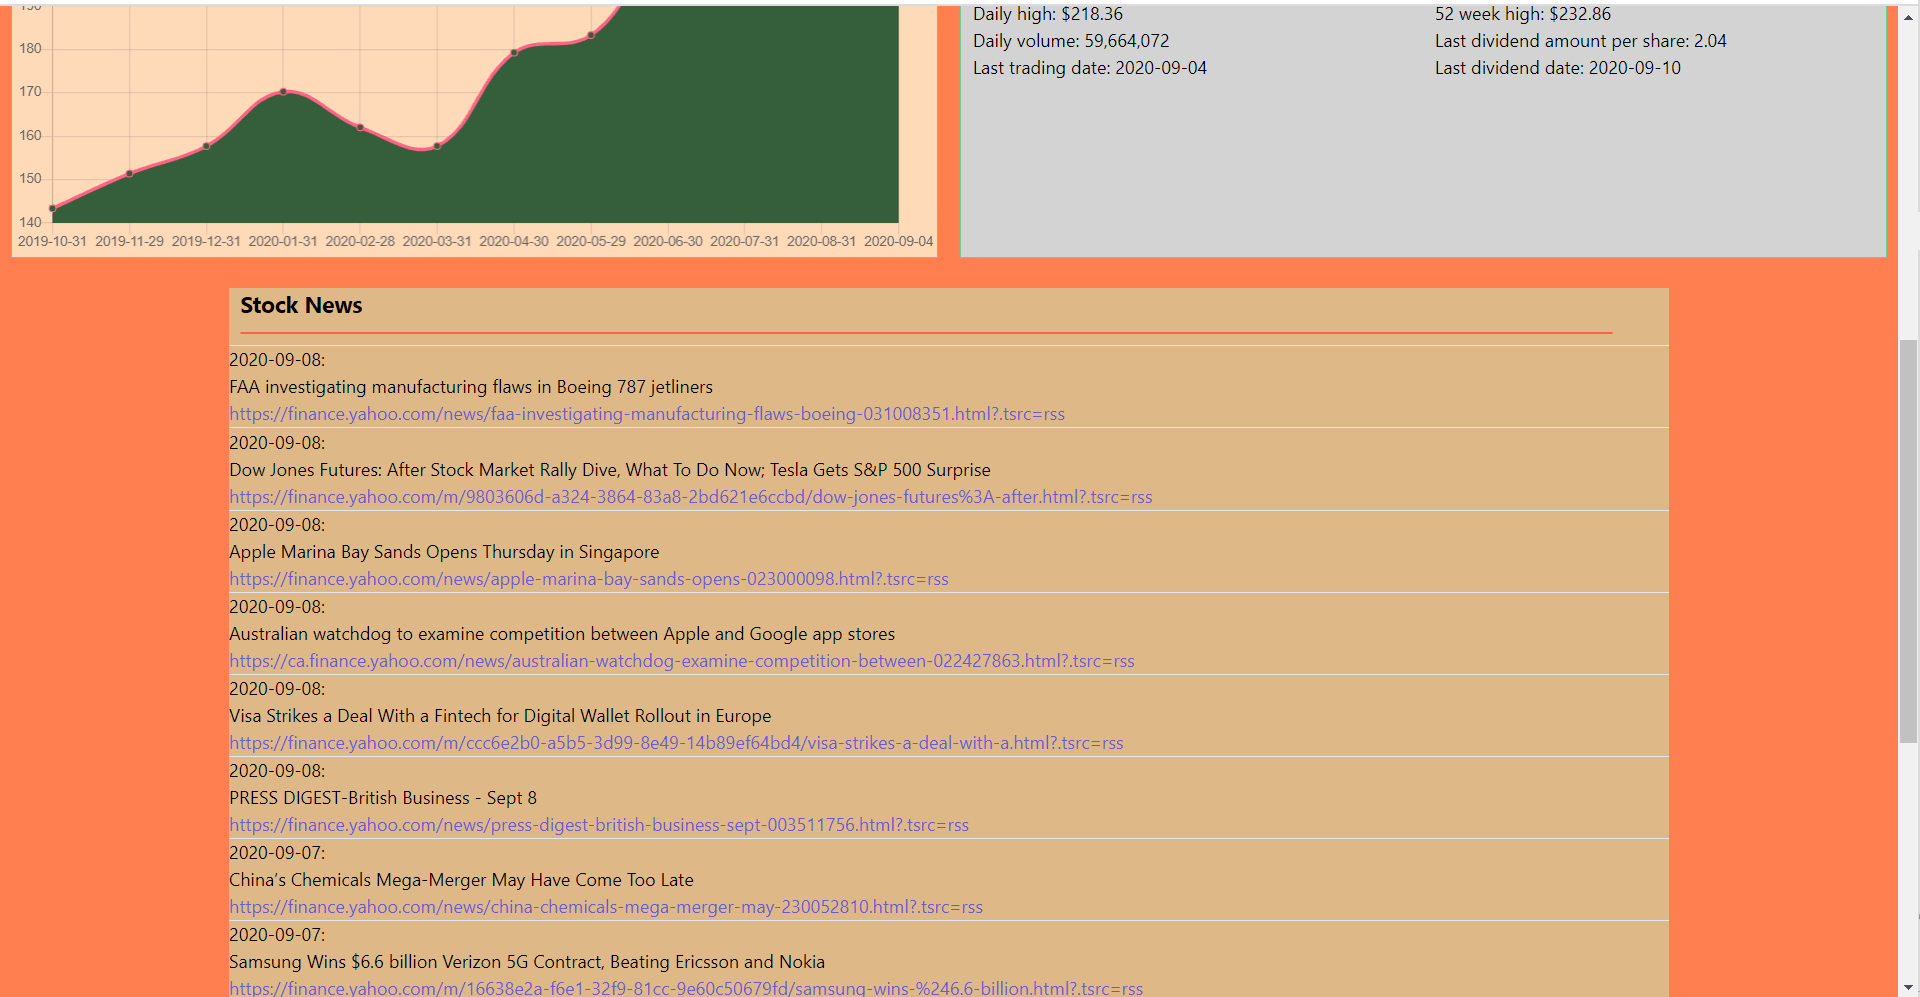 190
180
170
160
150
140
2019-10-31 2019-11-29 2019-12-31 2020-01-31 2020-02-28 2020-03-31 2020-04-30 2020-05-29 2020-06-30 2020-07-31 2020-08-31 2020-09-04
Daily high: $218.36
Daily volume: 59,664,072
Last trading date: 2020-09-04
52 week high: $232.86
Last dividend amount per share: 2.04
Last dividend date: 2020-09-10
Stock News
2020-09-08:
FAA investigating manufacturing flaws in Boeing 787 jetliners
https://finance.yahoo.com/news/faa-investigating-manufacturing-flaws-boeing-031008351.html?.tsrc=rss
2020-09-08:
Dow Jones Futures: After Stock Market Rally Dive, What To Do Now; Tesla Gets S&P 500 Surprise
https://finance.yahoo.com/m/9803606d-a324-3864-83a8-2bd621e6ccbd/dow-jones-futures%3A-after.html?.tsrc=rss
2020-09-08:
Apple Marina Bay Sands Opens Thursday in Singapore
https://finance.yahoo.com/news/apple-marina-bay-sands-opens-023000098.html?.tsrc=rss
2020-09-08:
Australian watchdog to examine competition between Apple and Google app stores
https://ca.finance.yahoo.com/news/australian-watchdog-examine-competition-between-022427863.html?.tsrc=rss
2020-09-08:
Visa Strikes a Deal With a Fintech for Digital Wallet Rollout in Europe
https://finance.yahoo.com/m/ccc6e2b0-a5b5-3d99-8e49-14b89ef64bd4/visa-strikes-a-deal-with-a.html?.tsrc=rss
2020-09-08:
PRESS DIGEST-British Business - Sept 8
https://finance.yahoo.com/news/press-digest-british-business-sept-003511756.html?.tsrc=rss
2020-09-07:
China’s Chemicals Mega-Merger May Have Come Too Late
https://finance.yahoo.com/news/china-chemicals-mega-merger-may-230052810.html?.tsrc=rss
2020-09-07:
Samsung Wins $6.6 billion Verizon 5G Contract, Beating Ericsson and Nokia
https://finance.yahoo.com/m/16638e2a-f6e1-32f9-81cc-9e60c50679fd/samsung-wins-%246.6-billion.html?.tsrc=rss